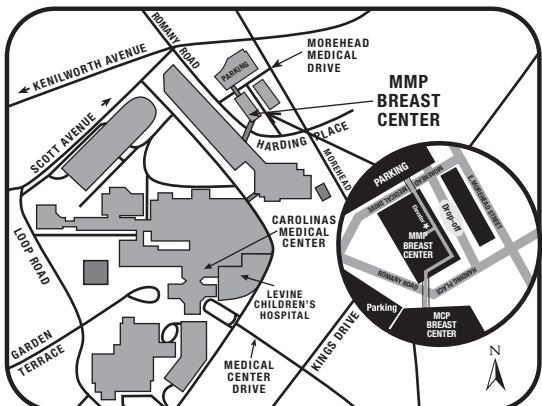 ROMANY ROAD
KENILWORTH AVENUE
PARKING
MOREHEAD
MEDICAL
DRIVE
MMP
BREAST
CENTER
SCOTT AVENUE
HARDING PLACE
MOREHEAD
CAROLINAS
MEDICAL
CENTER
LOOP ROAD
LEVINE
CHILDREN'S
HOSPITAL
GARDEN
TERRACE
MEDICAL
CENTER
DRIVE
KINGS DRIVE
PARKING
MOREHEAD
MEDICAL DRIVE
E. MOREHEAD STREET
Elevator
Drop-off
MMP
BREAST
CENTER
ROMANY ROAD
HARDING PLACE
Parking
MCP
BREAST
CENTER
N